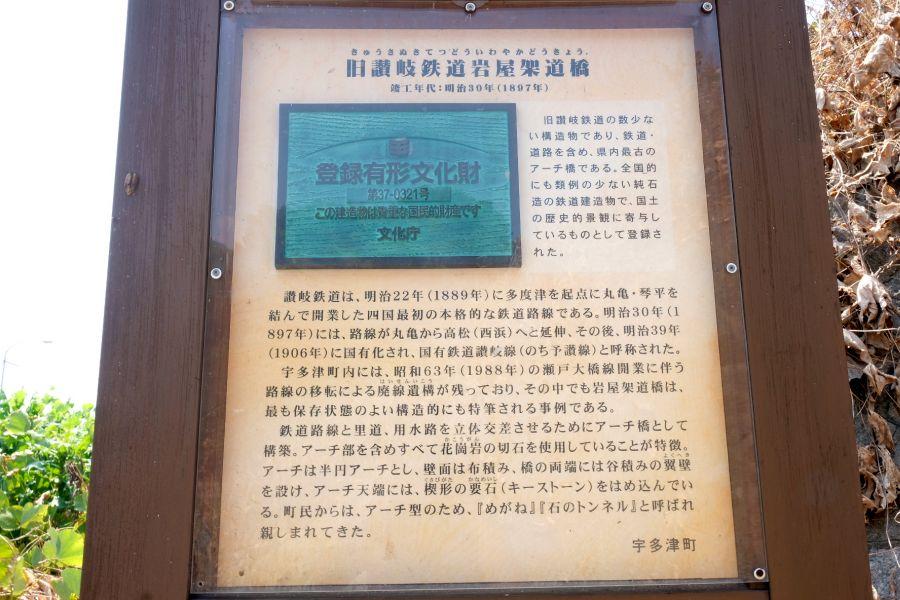 きゅうさぬきてつどういわやかどうきょう
旧讃岐鉄道岩屋架道橋
竣工年代:明治30年(1897年)
登録有形文化財
第37-0321号
この建造物は貴重な国民的財産です
文化庁
旧讃岐鉄道の数少な
い構造物であり、鉄道・
道路を含め、県内最古の
アーチ橋である。全国的
にも類例の少ない純石
造の鉄道建造物で、国土
の歴史的景観に寄与し
ているものとして登録さ
れた。
讃岐鉄道は、明治22年(1889年)に多度津を起点に丸亀・琴平を
結んで開業した四国最初の本格的な鉄道路線である。明治30年(1
897年)には、路線が丸亀から高松(西浜)へと延伸、その後、明治39年
(1906年)に国有化され、国有鉄道讃岐線(のち予讃線)と呼称された。
宇多津町内には、昭和63年(1988年)の瀬戸大橋線開業に伴う
はいせんいこう
路線の移転による廃線遺構が残っており、その中でも岩屋架道橋は、
最も保存状態のよい構造的にも特筆される事例である。
鉄道路線と里道、用水路を立体交差させるためにアーチ橋として
かこうがん
構築。アーチ部を含めすべて花崗岩の切石を使用していることが特徴。
よくへき
アーチは半円アーチとし、壁面は布積み、橋の両端には谷積みの翼壁
くさびがた かなめいし
を設け、アーチ天端には、楔形の要石(キーストーン)をはめ込んでい
る。町民からは、アーチ型のため、『めがね』『石のトンネル』と呼ばれ
親しまれてきた。
宇多津町